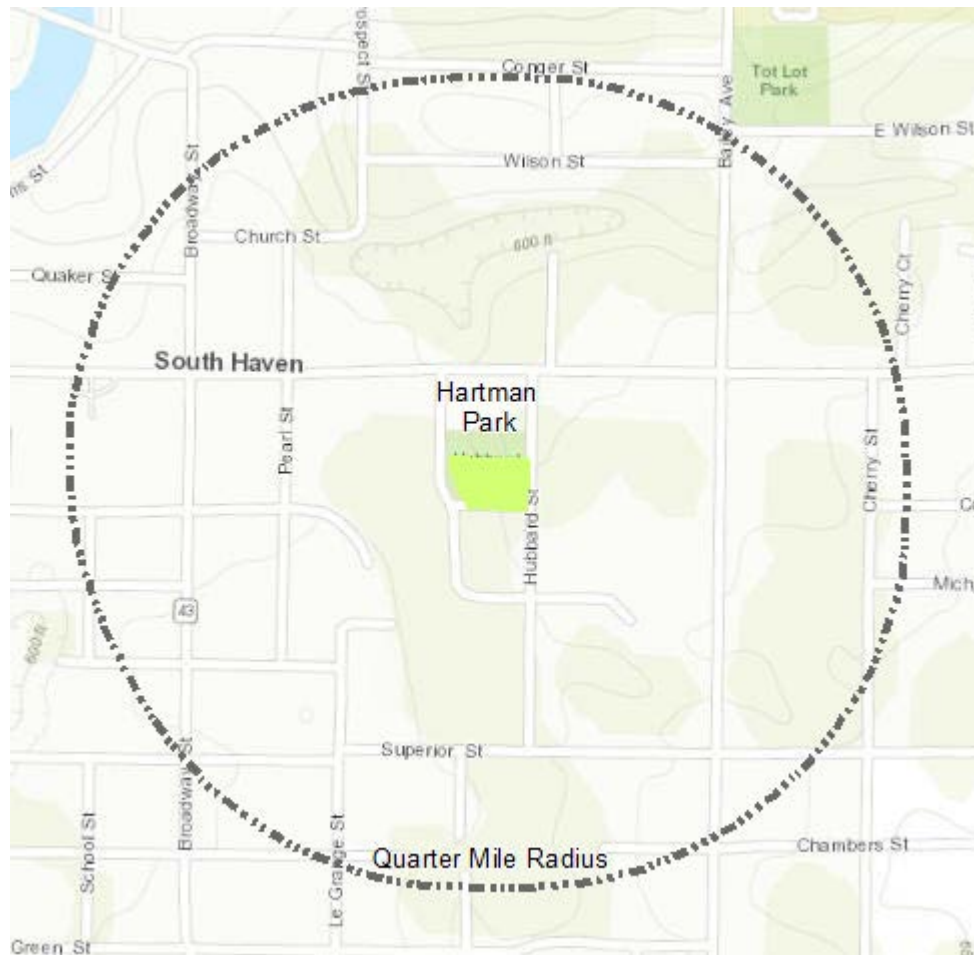 Conger St
Tot Lot
Park
Bailey Ave
E Wilson St
Wilson St
Broadway St
Church St
600 ft
Quaker St
Cherry Ct
South Haven
Hartman
Park
Pearl St
Cherry St
Hubbard St
43
600 ft
Superior St
Broadway St
School St
Le Grange St
Quarter Mile Radius
Chambers St
Green St